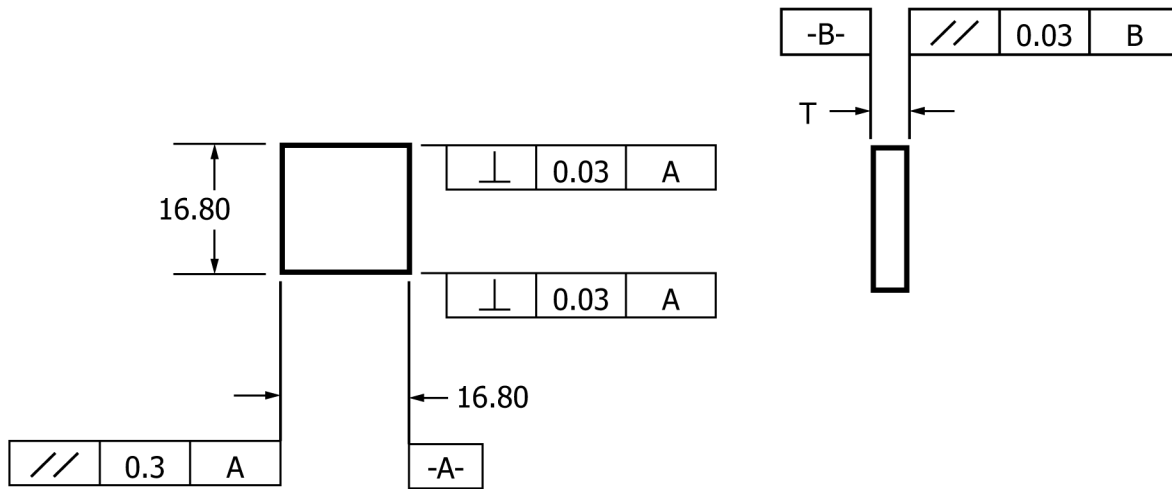 -B- // 0.03 B
T
⊥ 0.03 A
16.80
⊥ 0.03 A
16.80
// 0.3 A
-A-